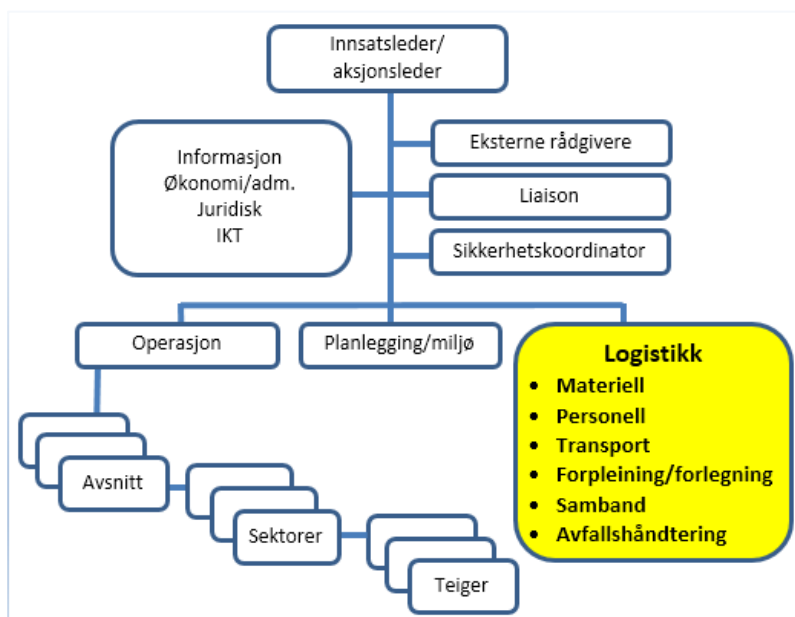 Innsatsleder/
aksjonsleder
Informasjon
Økonomi/adm.
Juridisk
IKT
Eksterne rådgivere
Liaison
Sikkerhetskoordinator
Operasjon
Planlegging/miljø
Logistikk
• Materiell
• Personell
• Transport
• Forpleining/forlegning
• Samband
• Avfallshåndtering
Avsnitt
Sektorer
Teiger